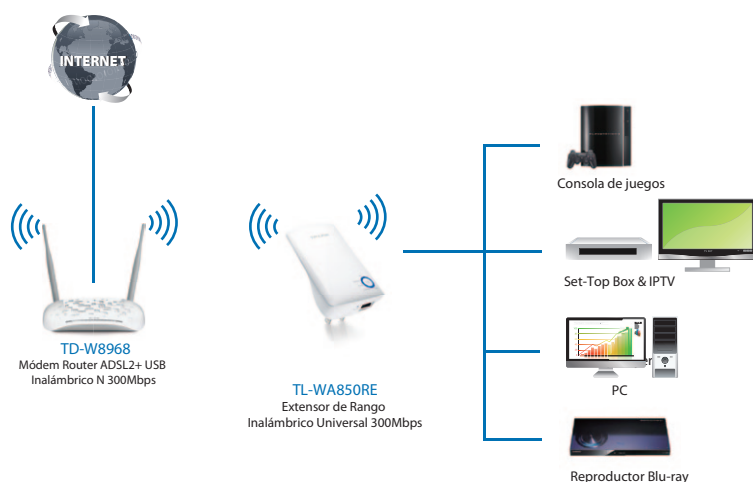 INTERNET
Consola de juegos
Set-Top Box & IPTV
TD-W8968
Módem Router ADSL2+ USB
Inalámbrico N 300Mbps
TL-WA850RE
Extensor de Rango
Inalámbrico Universal 300Mbps
PC
Reproductor Blu-ray